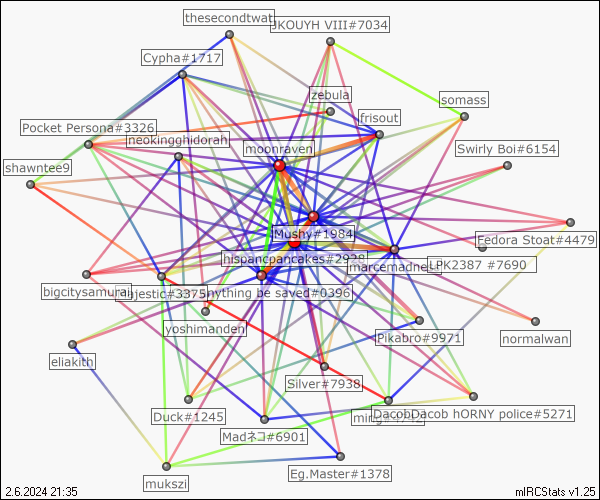 thesecondtwat
JKOUYH VIII#7034
Cypha#1717
zebula
somass
frisout
Pocket Persona#3326
neokingghidorah
moonraven
Swirly Boi#6154
shawntee9
Mushy#1984
Fedora Stoat#4479
hispancpancakes#2928
marcemadness
LPK2387 #7690
bigcitysamurai
majestic#3375
anything be saved#0396
yoshimanden
Pikabro#9971
normalwan
eliakith
Silver#7938
Duck#1245
DacobDacob hORNY police#5271
Madネコ#6901
Eg.Master#1378
mukszi
2.6.2024 21:35
mIRCStats v1.25